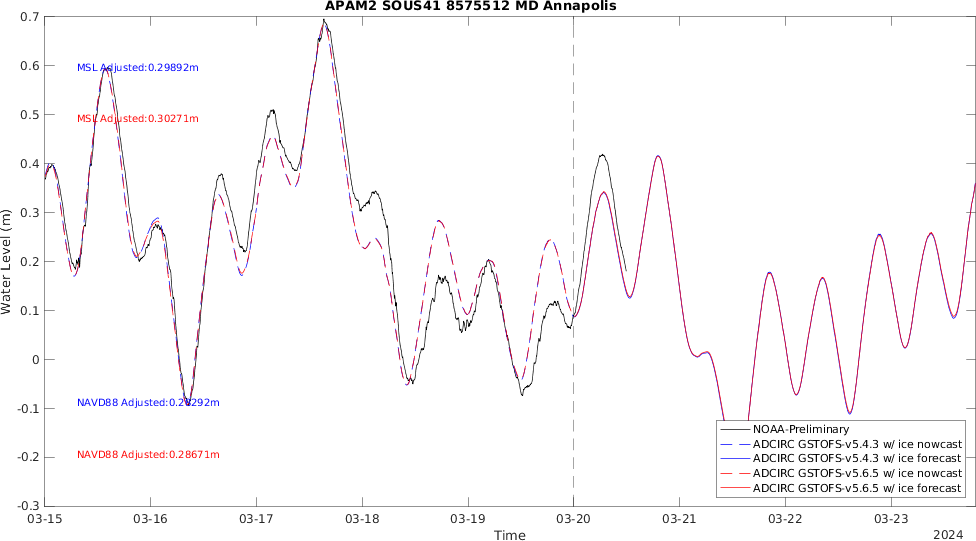 APAM2 SOUS41 8575512 MD Annapolis
0.7
0.6
0.5
0.4
0.3
0.2
0.1
0
-0.1
-0.2
-0.3
Water Level (m)
MSL Adjusted:0.29892m
MSL Adjusted:0.30271m
NAVD88 Adjusted:0.28292m
NAVD88 Adjusted:0.28671m
NOAA-Preliminary
ADCIRC GSTOFS-v5.4.3 w/ ice nowcast
ADCIRC GSTOFS-v5.4.3 w/ ice forecast
ADCIRC GSTOFS-v5.6.5 w/ ice nowcast
ADCIRC GSTOFS-v5.6.5 w/ ice forecast
03-15 03-16 03-17 03-18 03-19 03-20 03-21 03-22 03-23
Time
2024